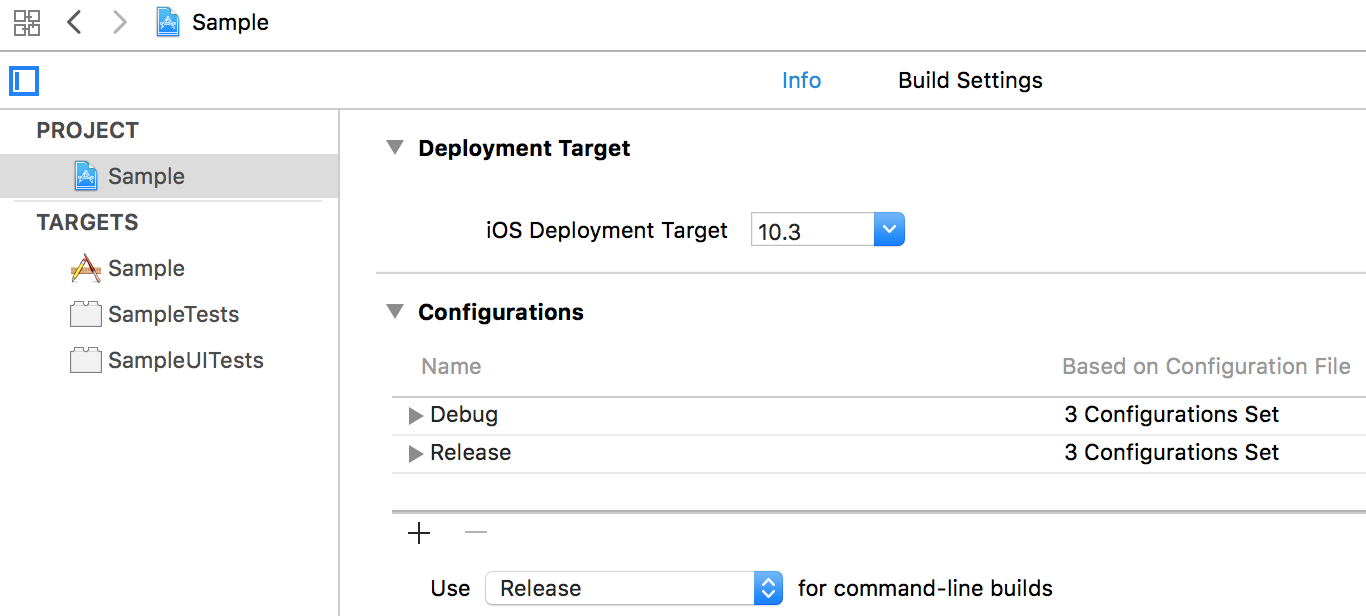 Sample
Info Build Settings
PROJECT
Sample
TARGETS
Sample
SampleTests
SampleUITests
Deployment Target
iOS Deployment Target 10.3
Configurations
Name Based on Configuration File
Debug 3 Configurations Set
Release 3 Configurations Set
Use Release for command-line builds